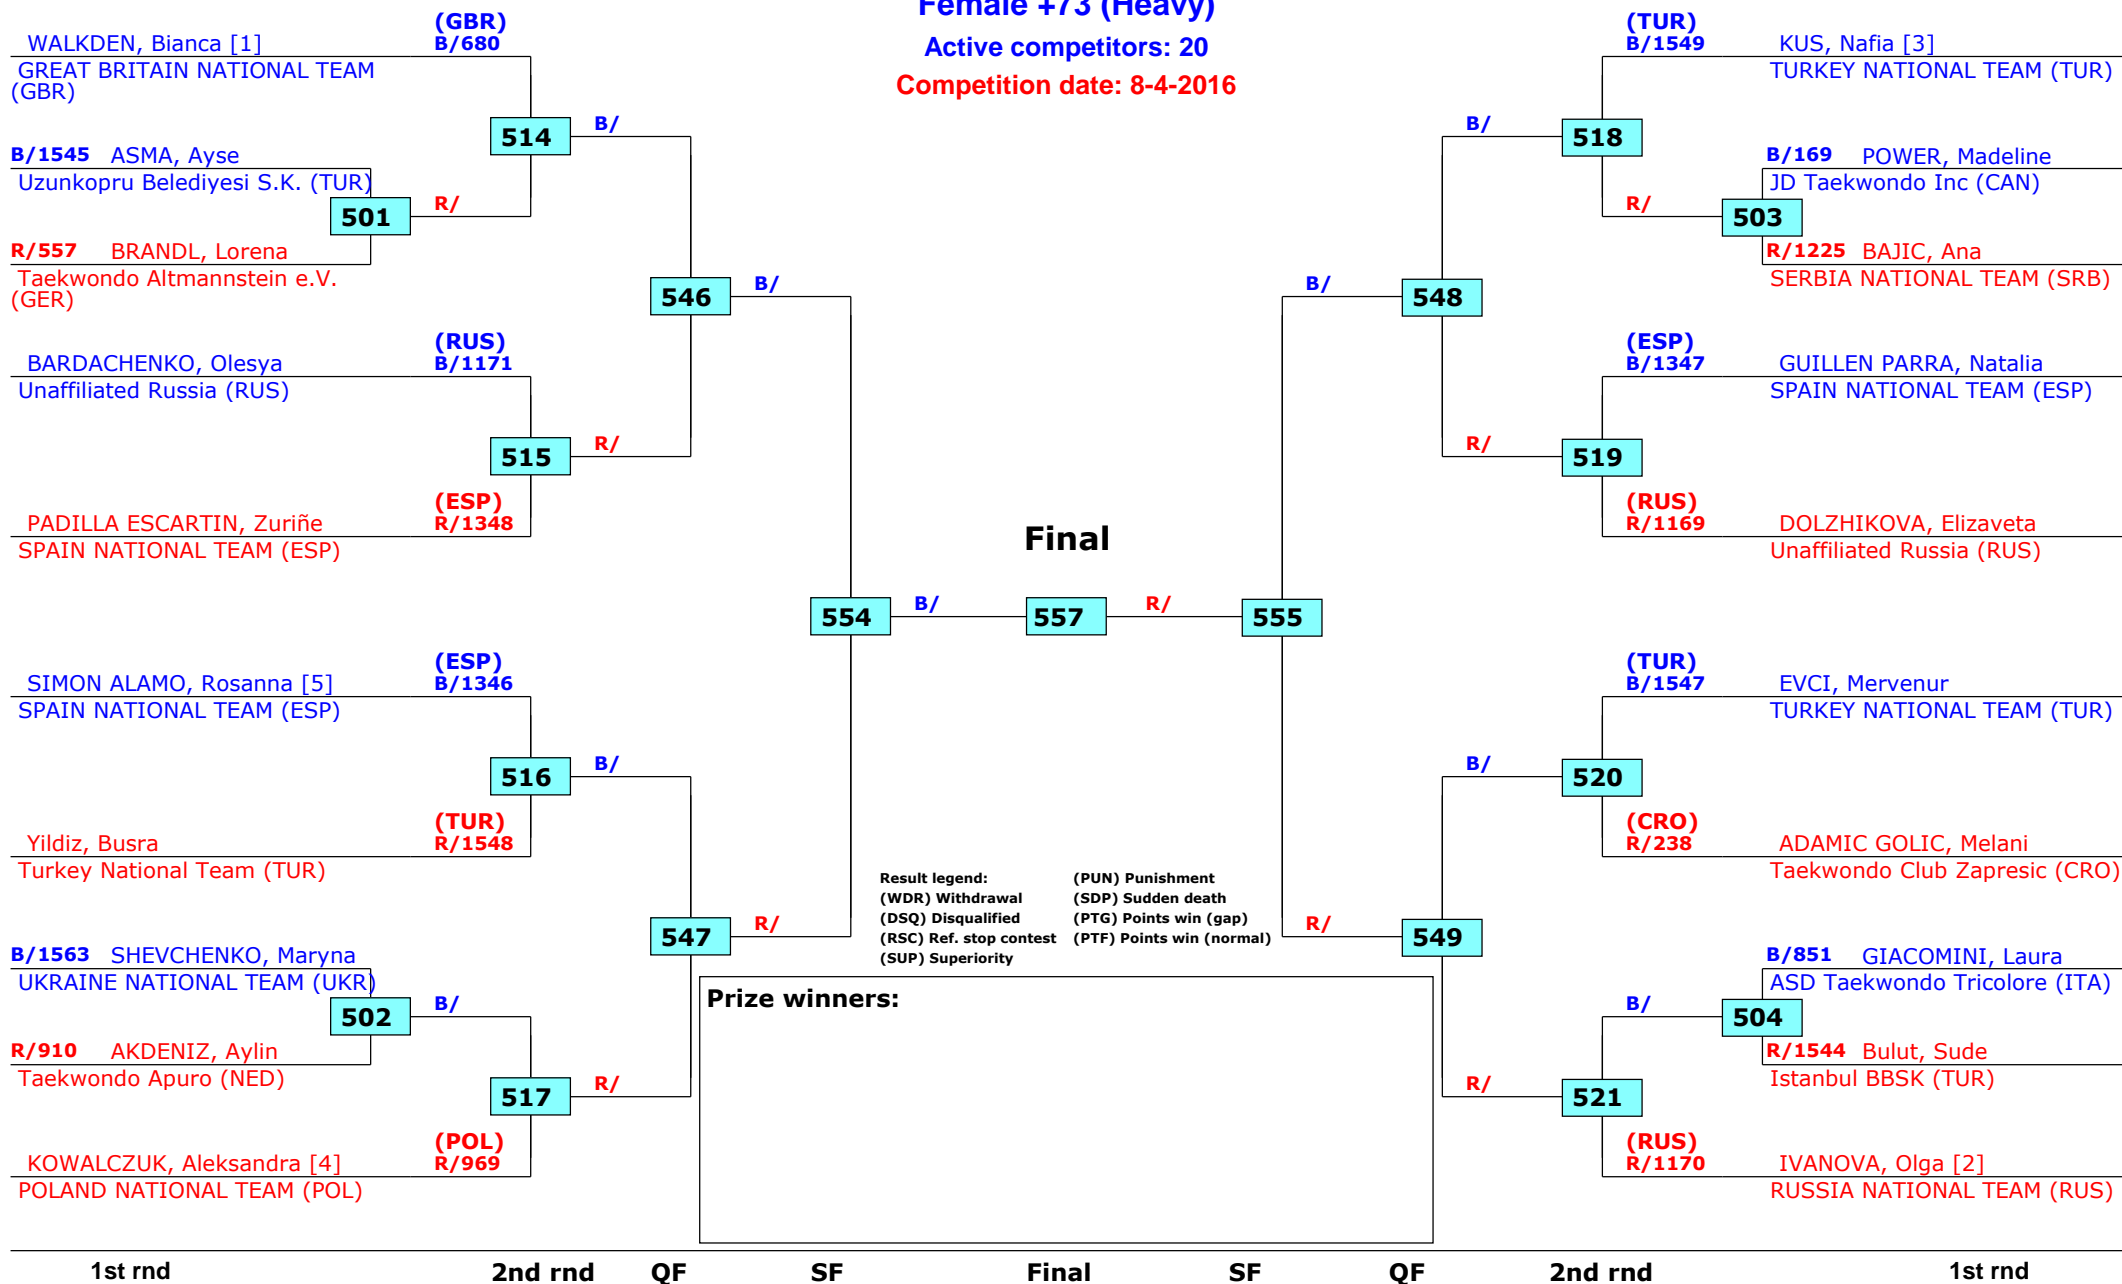 Female +73 (Heavy)
Active competitors: 20
Competition date: 8-4-2016
WALKDEN, Bianca [1]
(GBR)
B/680
GREAT BRITAIN NATIONAL TEAM
(GBR)
514
B/
B/1545 ASMA, Ayse
Uzunkopru Belediyesi S.K. (TUR)
501
R/
R/557 BRANDL, Lorena
Taekwondo Altmannstein e.V.
(GER)
546
B/
BARDACHENKO, Olesya
(RUS)
B/1171
Unaffiliated Russia (RUS)
515
R/
PADILLA ESCARTIN, Zuriñe
(ESP)
R/1348
SPAIN NATIONAL TEAM (ESP)
554
B/
SIMON ALAMO, Rosanna [5]
(ESP)
B/1346
SPAIN NATIONAL TEAM (ESP)
516
B/
Yildiz, Busra
(TUR)
R/1548
Turkey National Team (TUR)
547
R/
B/1563 SHEVCHENKO, Maryna
UKRAINE NATIONAL TEAM (UKR)
502
B/
R/910 AKDENIZ, Aylin
Taekwondo Apuro (NED)
517
R/
KOWALCZUK, Aleksandra [4]
(POL)
R/969
POLAND NATIONAL TEAM (POL)
Final
557
R/
555
(TUR)
B/1549
KUS, Nafia [3]
TURKEY NATIONAL TEAM (TUR)
B/
518
B/169 POWER, Madeline
JD Taekwondo Inc (CAN)
R/
503
R/1225 BAJIC, Ana
SERBIA NATIONAL TEAM (SRB)
B/
548
(ESP)
B/1347
GUILLEN PARRA, Natalia
SPAIN NATIONAL TEAM (ESP)
R/
519
(RUS)
R/1169
DOLZHIKOVA, Elizaveta
Unaffiliated Russia (RUS)
(TUR)
B/1547
EVCI, Mervenur
TURKEY NATIONAL TEAM (TUR)
B/
520
(CRO)
R/238
ADAMIC GOLIC, Melani
Taekwondo Club Zapresic (CRO)
R/
549
B/851 GIACOMINI, Laura
ASD Taekwondo Tricolore (ITA)
B/
504
R/1544 Bulut, Sude
Istanbul BBSK (TUR)
R/
521
(RUS)
R/1170
IVANOVA, Olga [2]
RUSSIA NATIONAL TEAM (RUS)
Result legend: (PUN) Punishment
(WDR) Withdrawal (SDP) Sudden death
(DSQ) Disqualified (PTG) Points win (gap)
(RSC) Ref. stop contest (PTF) Points win (normal)
(SUP) Superiority
Prize winners:
1st rnd 2nd rnd QF SF Final SF QF 2nd rnd 1st rnd